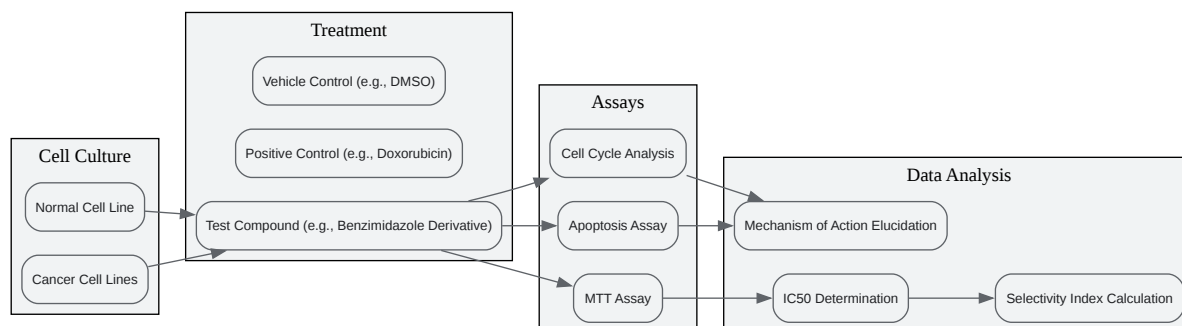 Cell Culture
Normal Cell Line
Cancer Cell Lines
Treatment
Vehicle Control (e.g., DMSO)
Positive Control (e.g., Doxorubicin)
Test Compound (e.g., Benzimidazole Derivative)
Assays
Cell Cycle Analysis
Apoptosis Assay
MTT Assay
Data Analysis
Mechanism of Action Elucidation
IC50 Determination
Selectivity Index Calculation